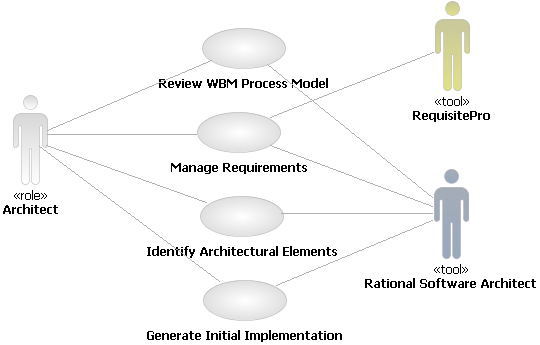 Review WBM Process Model
«tool»
RequisitePro
Manage Requirements
«role»
Architect
Identify Architectural Elements
«tool»
Rational Software Architect
Generate Initial Implementation